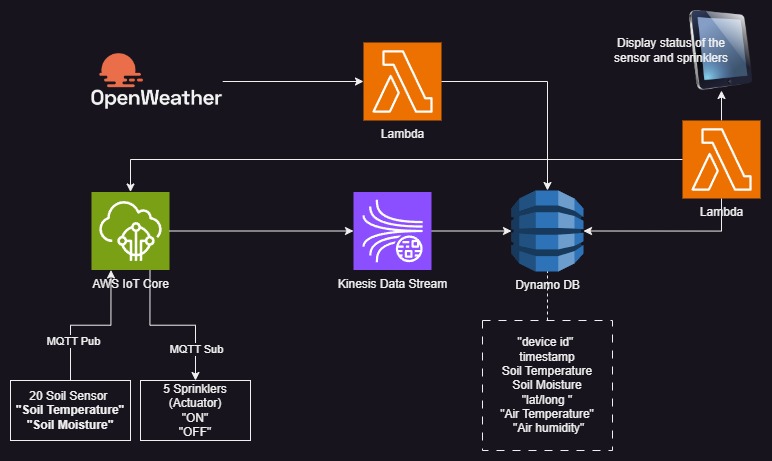 Display status of the
sensor and sprinklers
OpenWeather
Lambda
Lambda
AWS IoT Core
Kinesis Data Stream
Dynamo DB
MQTT Pub
MQTT Sub
20 Soil Sensor
"Soil Temperature"
"Soil Moisture"
5 Sprinklers
(Actuator)
"ON"
"OFF"
"device id"
timestamp
Soil Temperature
Soil Moisture
"lat/long "
"Air Temperature"
"Air humidity"